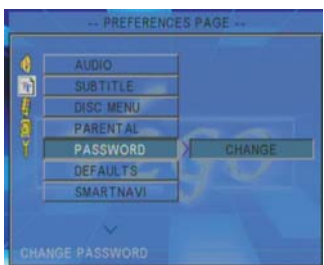 -- PREFERENCES PAGE --
AUDIO
SUBTITLE
DISC MENU
PARENTAL
PASSWORD CHANGE
DEFAULTS
SMARTNAVI
CHANGE PASSWORD